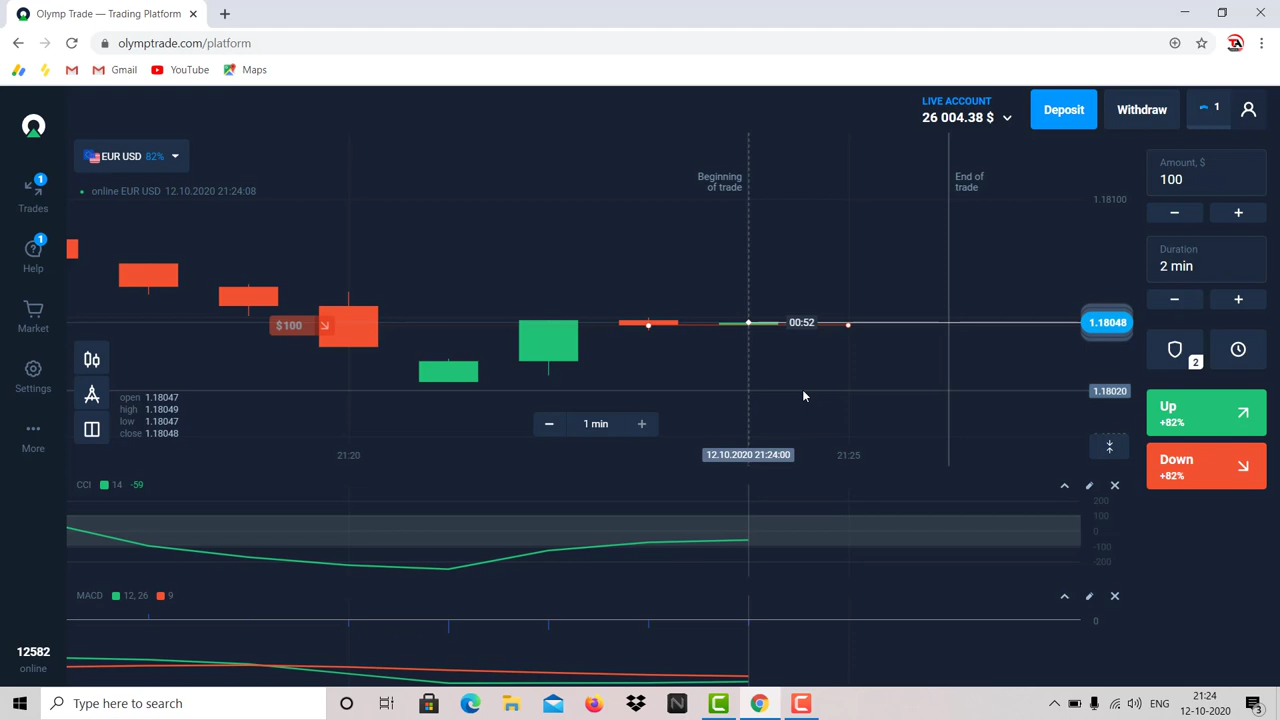 Olymp Trade — Trading Platform
olymptrade.com/platform
Gmail
YouTube
Maps
LIVE ACCOUNT
26 004.38 $
Deposit
Withdraw
1
EUR USD 82%
online EUR USD 12.10.2020 21:24:08
Beginning
of trade
End of
trade
1.18100
Amount, $
100
Duration
2 min
2
Up
+82%
Down
+82%
1
Trades
1
Help
Market
Settings
More
$100
00:52
1.18048
1.18020
open 1.18047
high 1.18049
low 1.18047
close 1.18048
1 min
21:20
12.10.2020 21:24:00
21:25
CCI 14 -59
200
100
0
-100
-200
MACD 12, 26 9
0
12582
online
Type here to search
ENG
21:24
12-10-2020
3